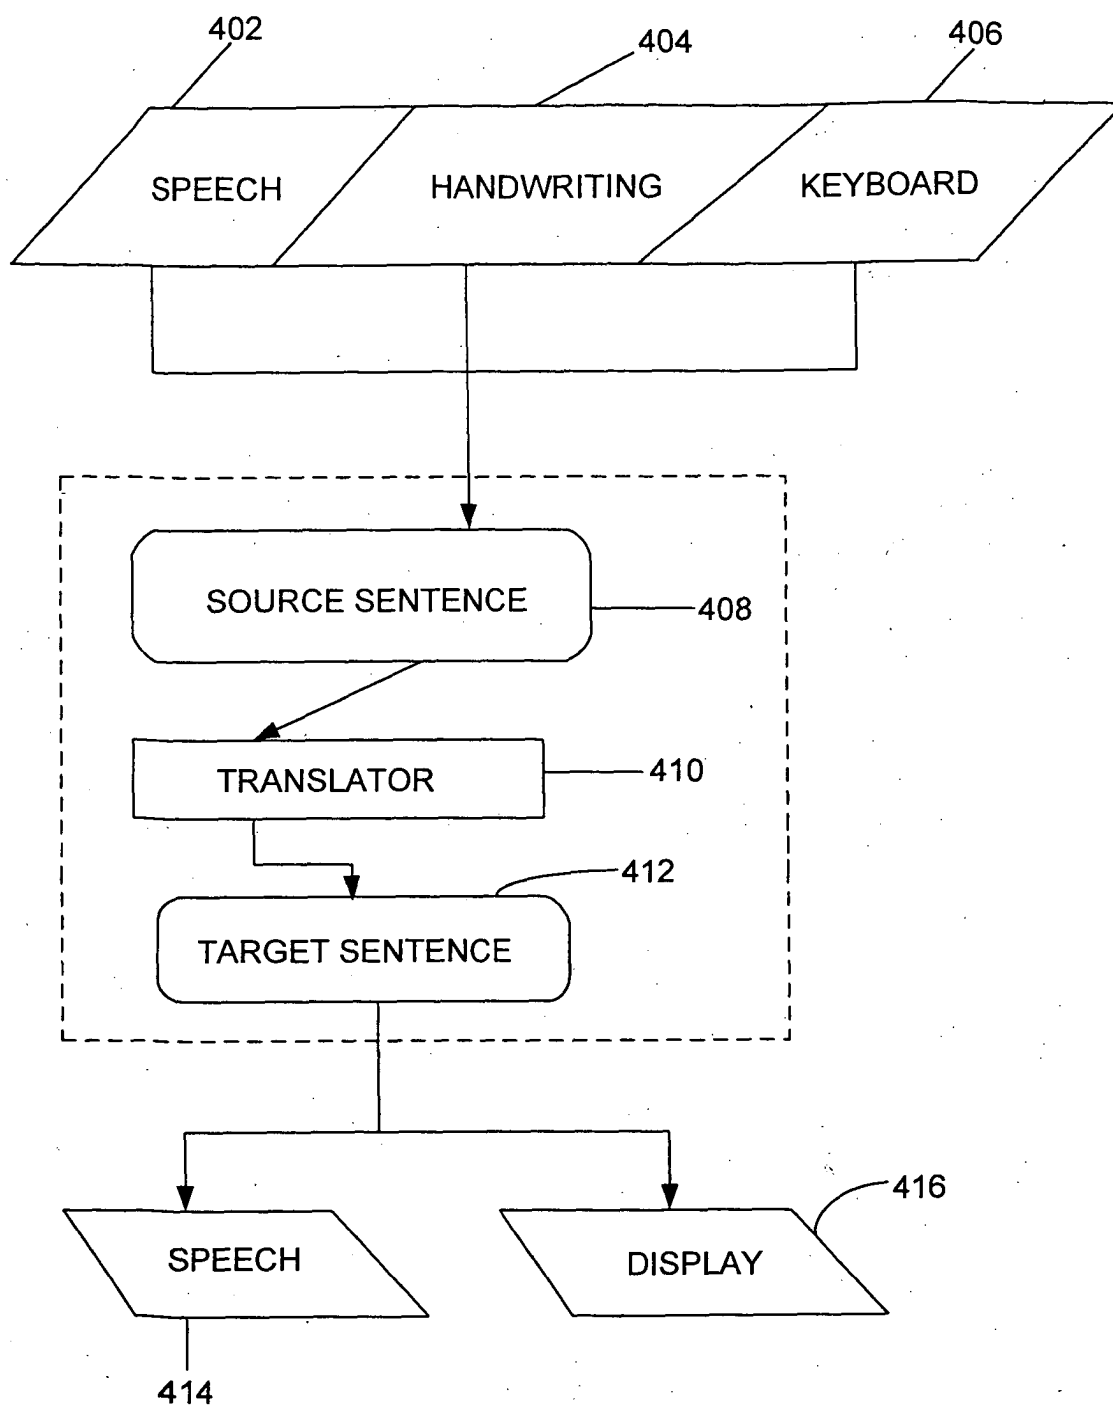 402
404
406
SPEECH
HANDWRITING
KEYBOARD
SOURCE SENTENCE
408
TRANSLATOR
410
412
TARGET SENTENCE
416
SPEECH
DISPLAY
414